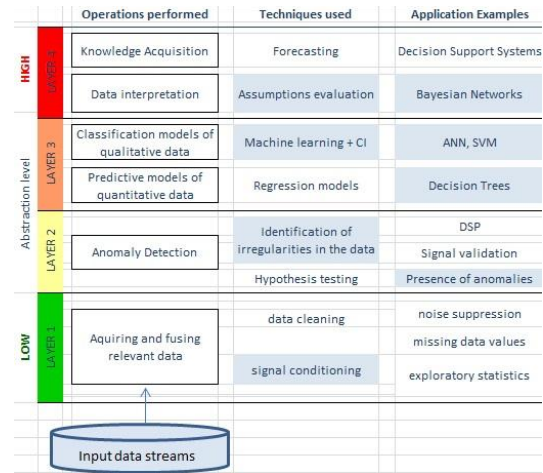 Operations performed
Techniques used
Application Examples
HIGH
Abstraction level
LOW
LAYER 4
Knowledge Acquisition
Forecasting
Decision Support Systems
Data interpretation
Assumptions evaluation
Bayesian Networks
LAYER 3
Classification models of
qualitative data
Machine learning + CI
ANN, SVM
Predictive models of
quantitative data
Regression models
Decision Trees
LAYER 2
Anomaly Detection
Identification of
irregularities in the data
Hypothesis testing
DSP
Signal validation
Presence of anomalies
LAYER 1
Aquiring and fusing
relevant data
data cleaning
signal conditioning
noise suppression
missing data values
exploratory statistics
Input data streams